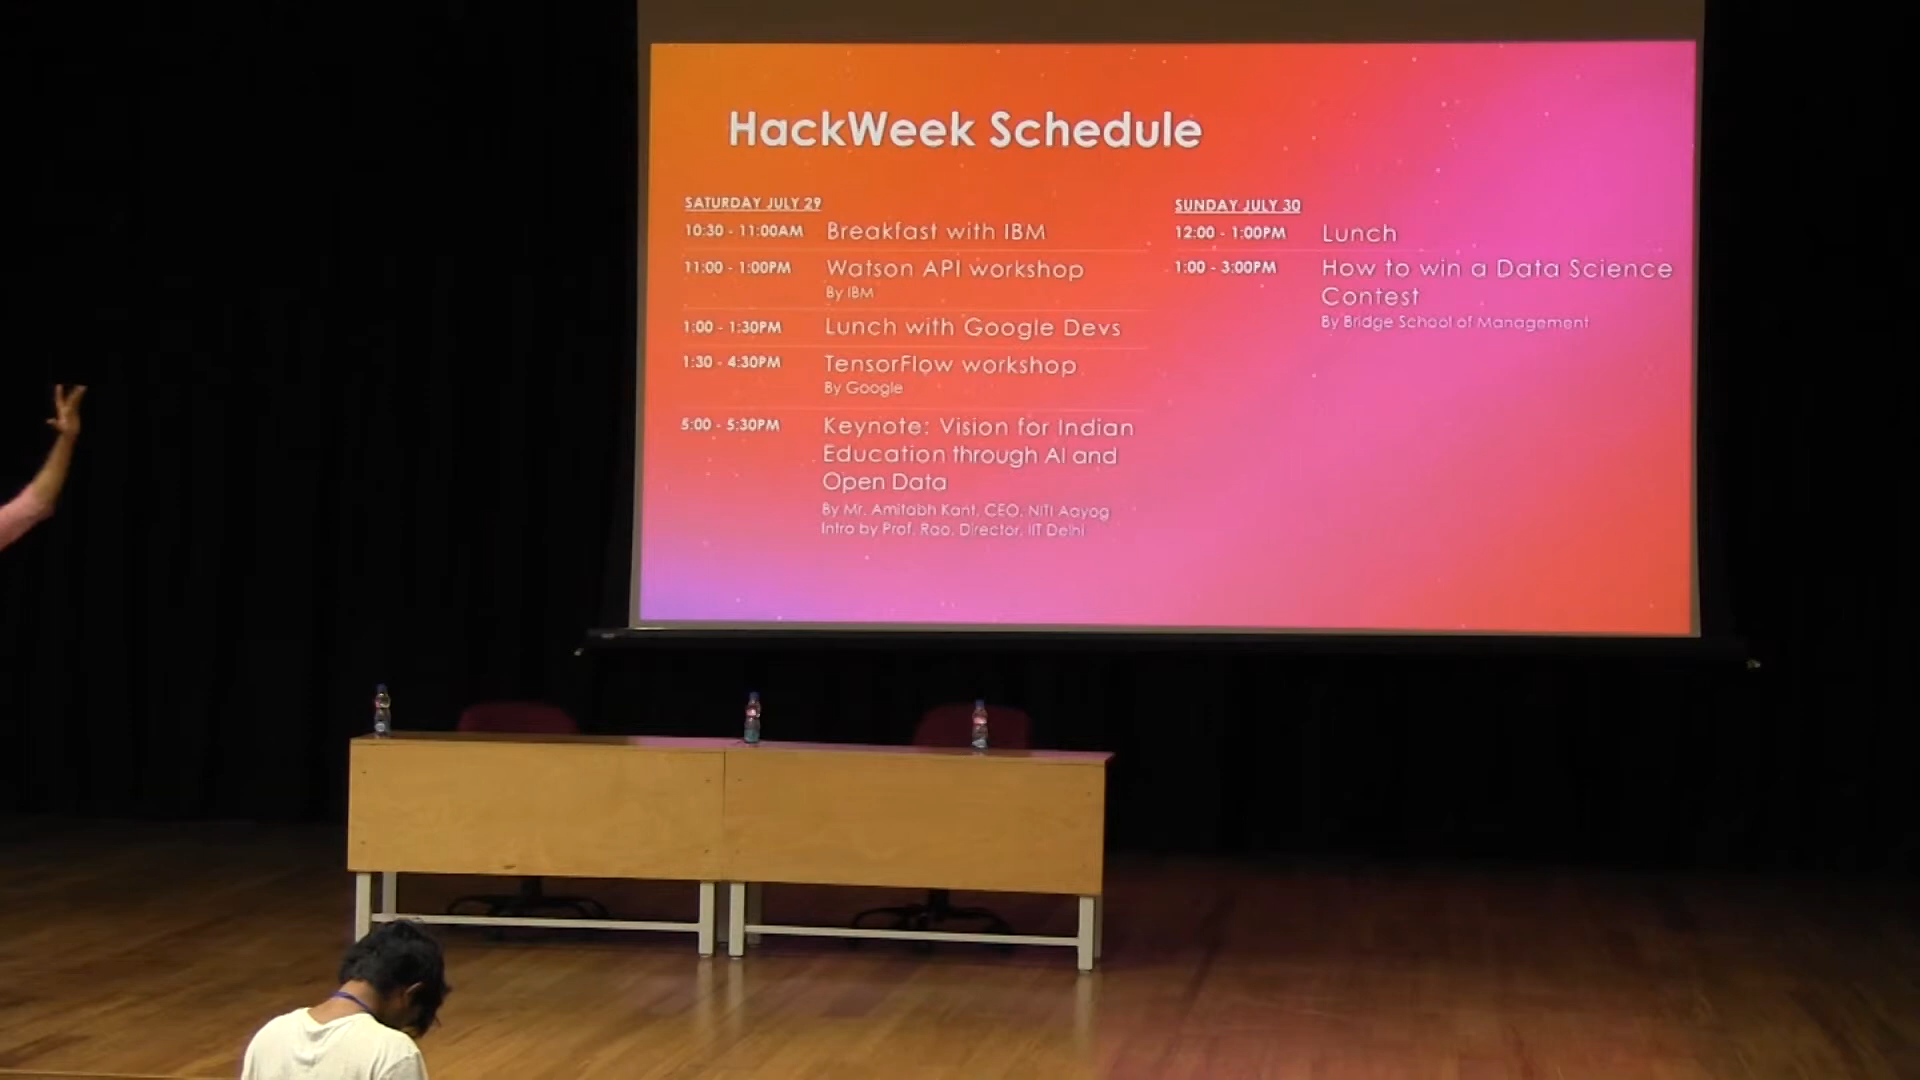 HackWeek Schedule
SATURDAY JULY 29
10:30 - 11:00AM Breakfast with IBM
11:00 - 1:00PM Watson API workshop
By IBM
1:00 - 1:30PM Lunch with Google Devs
1:30 - 4:30PM TensorFlow workshop
By Google
5:00 - 5:30PM Keynote: Vision for Indian
Education through AI and
Open Data
By Mr. Amitabh Kant, CEO, NITI Aayog
Intro by Prof. Rao, Director, IIT Delhi
SUNDAY JULY 30
12:00 - 1:00PM Lunch
1:00 - 3:00PM How to win a Data Science
Contest
By Bridge School of Management